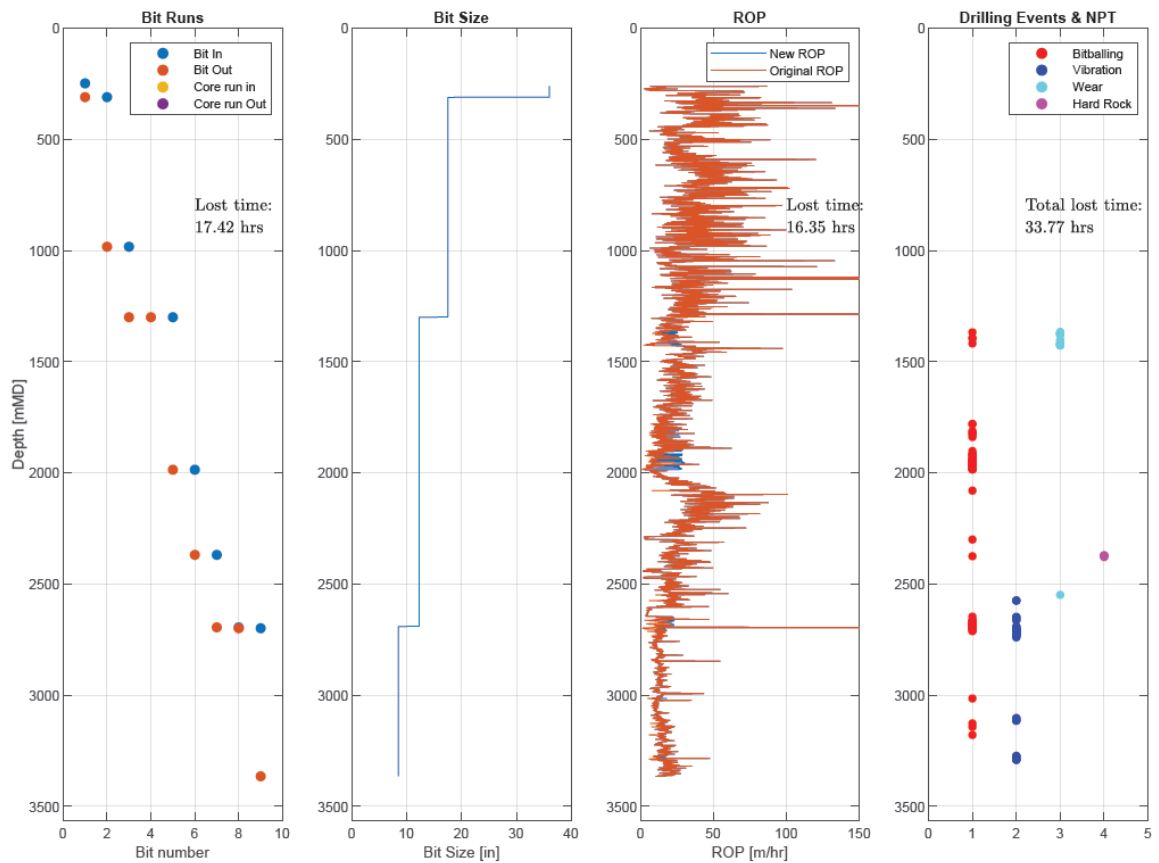 Bit Runs
Bit Size
ROP
Drilling Events & NPT
Bit In
Bit Out
Core run in
Core run Out
New ROP
Original ROP
Bitballing
Vibration
Wear
Hard Rock
Lost time:
17.42 hrs
Lost time:
16.35 hrs
Total lost time:
33.77 hrs
Depth [mMD]
0
500
1000
1500
2000
2500
3000
3500
0
500
1000
1500
2000
2500
3000
3500
0
500
1000
1500
2000
2500
3000
3500
0
500
1000
1500
2000
2500
3000
3500
0 2 4 6 8 10
0 10 20 30 40
0 50 100 150
0 1 2 3 4 5
Bit number
Bit Size [in]
ROP [m/hr]